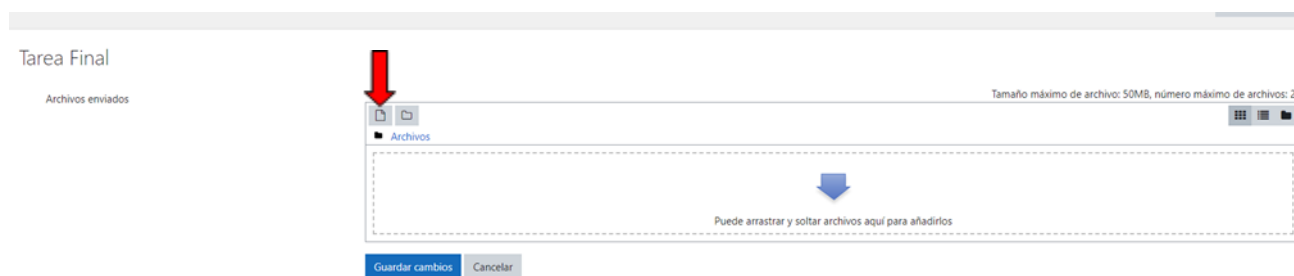 Tarea Final
Archivos enviados
Tamaño máximo de archivo: 50MB, número máximo de archivos: 2
Archivos
Puede arrastrar y soltar archivos aquí para añadirlos
Guardar cambios
Cancelar